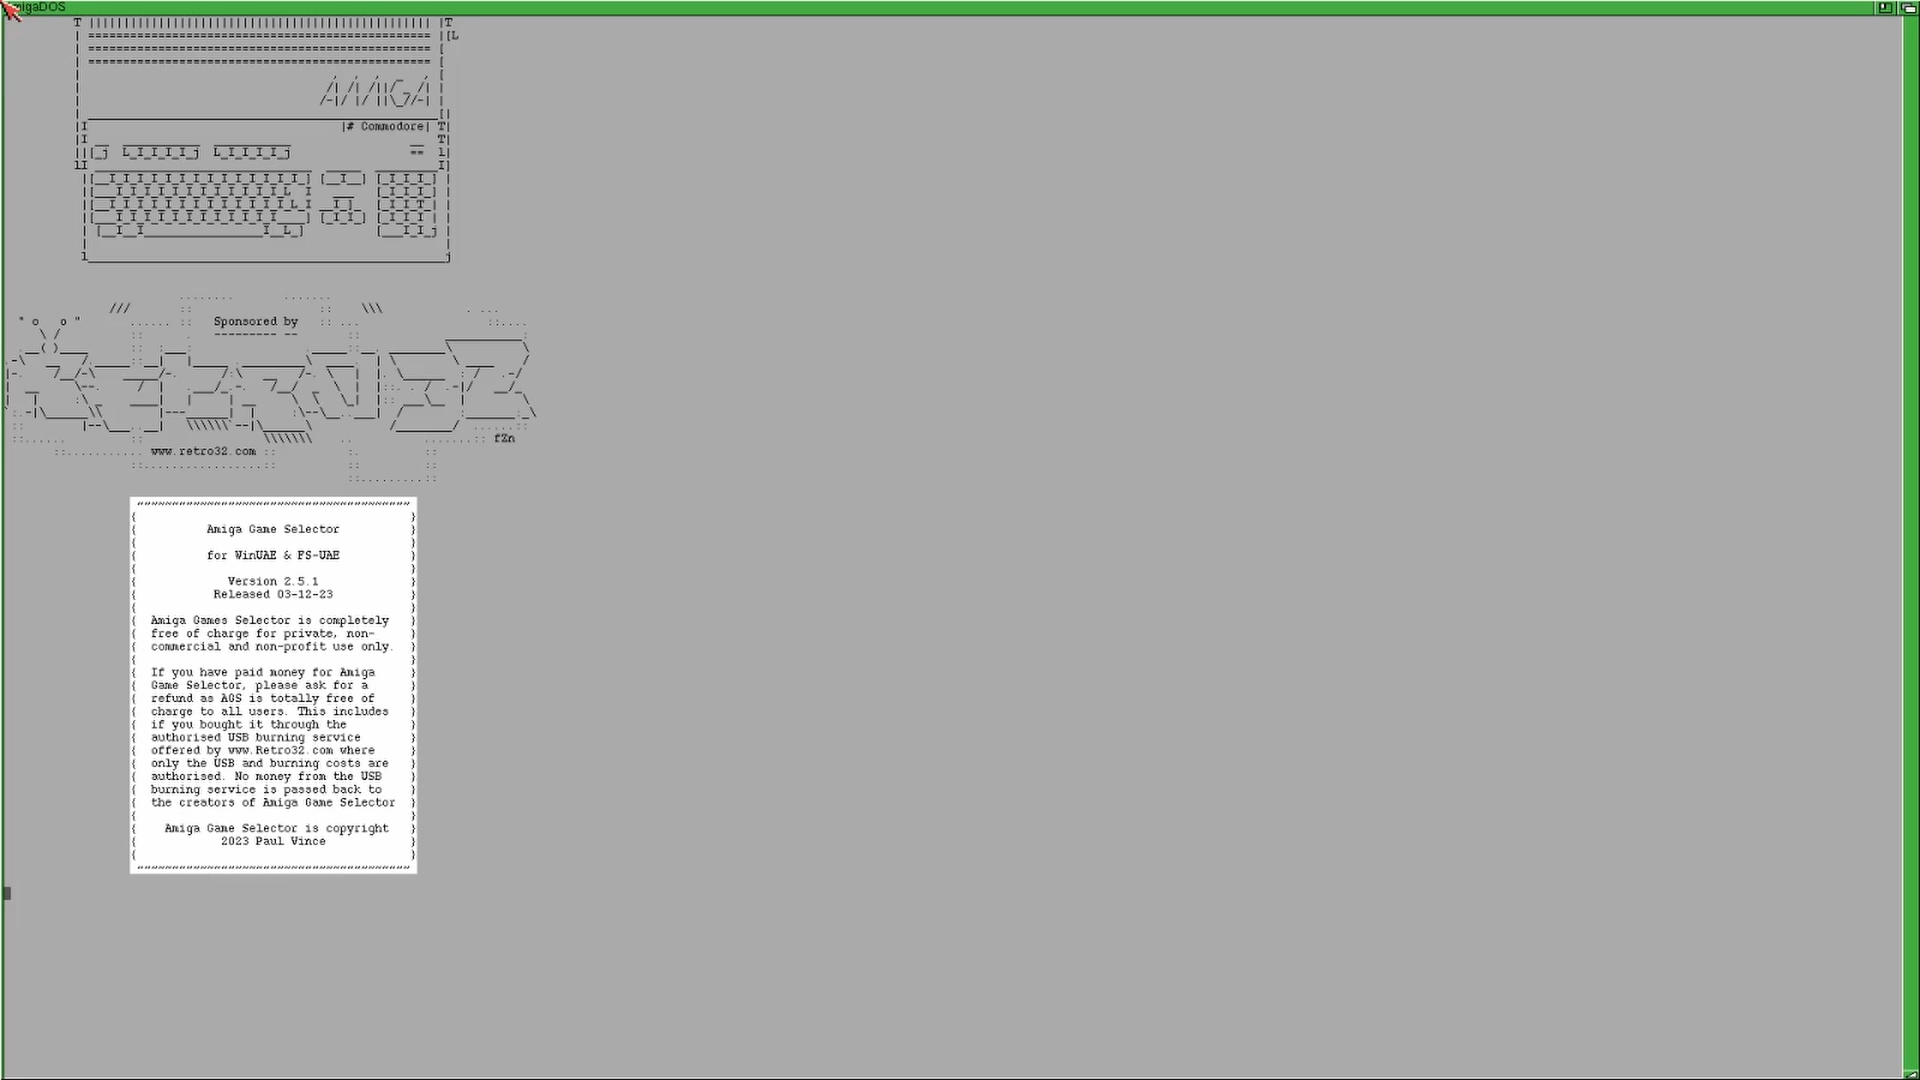 AmigaDOS
AMIGA
# Commodore
Sponsored by
Retro32
fZn
www.retro32.com
Amiga Game Selector
for WinUAE & FS-UAE
Version 2.5.1
Released 03-12-23
Amiga Games Selector is completely
free of charge for private, non-
commercial and non-profit use only.
If you have paid money for Amiga
Game Selector, please ask for a
refund as AGS is totally free of
charge to all users. This includes
if you bought it through the
authorised USB burning service
offered by www.Retro32.com where
only the USB and burning costs are
authorised. No money from the USB
burning service is passed back to
the creators of Amiga Game Selector
Amiga Game Selector is copyright
2023 Paul Vince